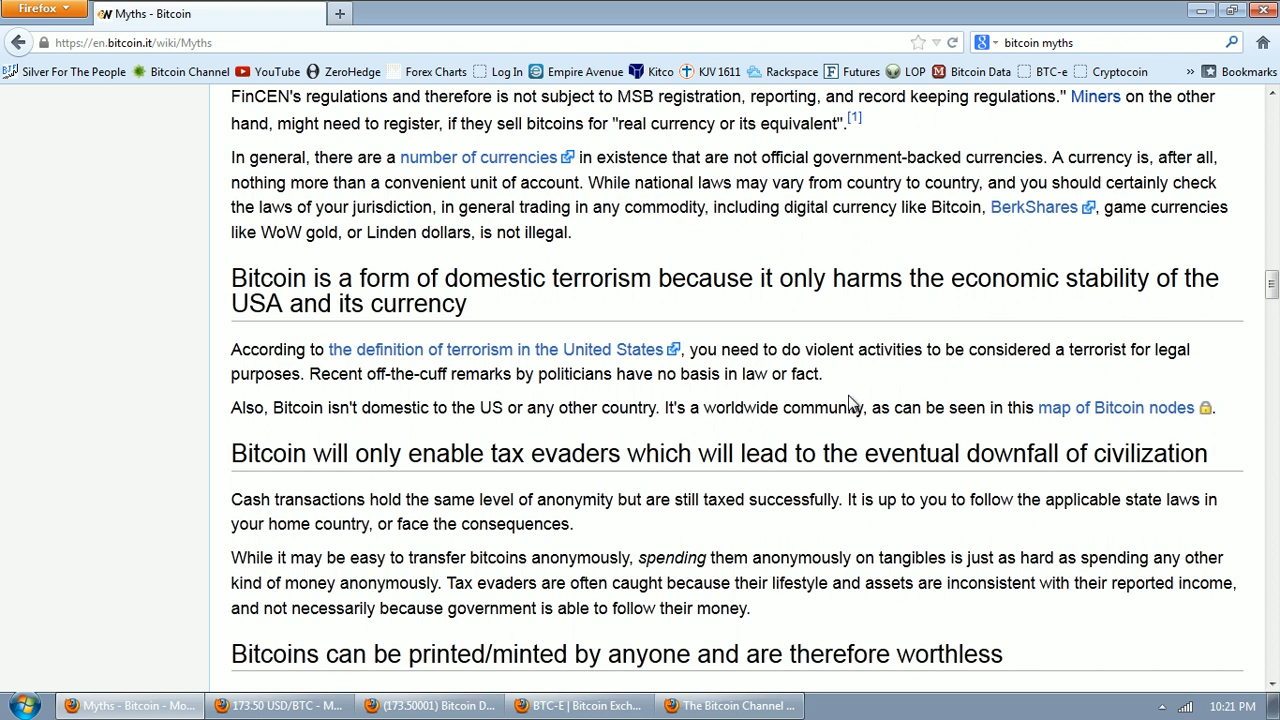 Firefox
Myths - Bitcoin
https://en.bitcoin.it/wiki/Myths
bitcoin myths
Silver For The People Bitcoin Channel YouTube ZeroHedge Forex Charts Log In Empire Avenue Kitco KJV 1611 Rackspace Futures LOP Bitcoin Data BTC-e Cryptocoin » Bookmarks
FinCEN's regulations and therefore is not subject to MSB registration, reporting, and record keeping regulations." Miners on the other
hand, might need to register, if they sell bitcoins for "real currency or its equivalent".[1]
In general, there are a number of currencies in existence that are not official government-backed currencies. A currency is, after all,
nothing more than a convenient unit of account. While national laws may vary from country to country, and you should certainly check
the laws of your jurisdiction, in general trading in any commodity, including digital currency like Bitcoin, BerkShares, game currencies
like WoW gold, or Linden dollars, is not illegal.
Bitcoin is a form of domestic terrorism because it only harms the economic stability of the
USA and its currency
According to the definition of terrorism in the United States, you need to do violent activities to be considered a terrorist for legal
purposes. Recent off-the-cuff remarks by politicians have no basis in law or fact.
Also, Bitcoin isn't domestic to the US or any other country. It's a worldwide community, as can be seen in this map of Bitcoin nodes.
Bitcoin will only enable tax evaders which will lead to the eventual downfall of civilization
Cash transactions hold the same level of anonymity but are still taxed successfully. It is up to you to follow the applicable state laws in
your home country, or face the consequences.
While it may be easy to transfer bitcoins anonymously, spending them anonymously on tangibles is just as hard as spending any other
kind of money anonymously. Tax evaders are often caught because their lifestyle and assets are inconsistent with their reported income,
and not necessarily because government is able to follow their money.
Bitcoins can be printed/minted by anyone and are therefore worthless
Myths - Bitcoin - Mo... 173.50 USD/BTC - M... (173.50001) Bitcoin D... BTC-E | Bitcoin Exch... The Bitcoin Channel ... 10:21 PM